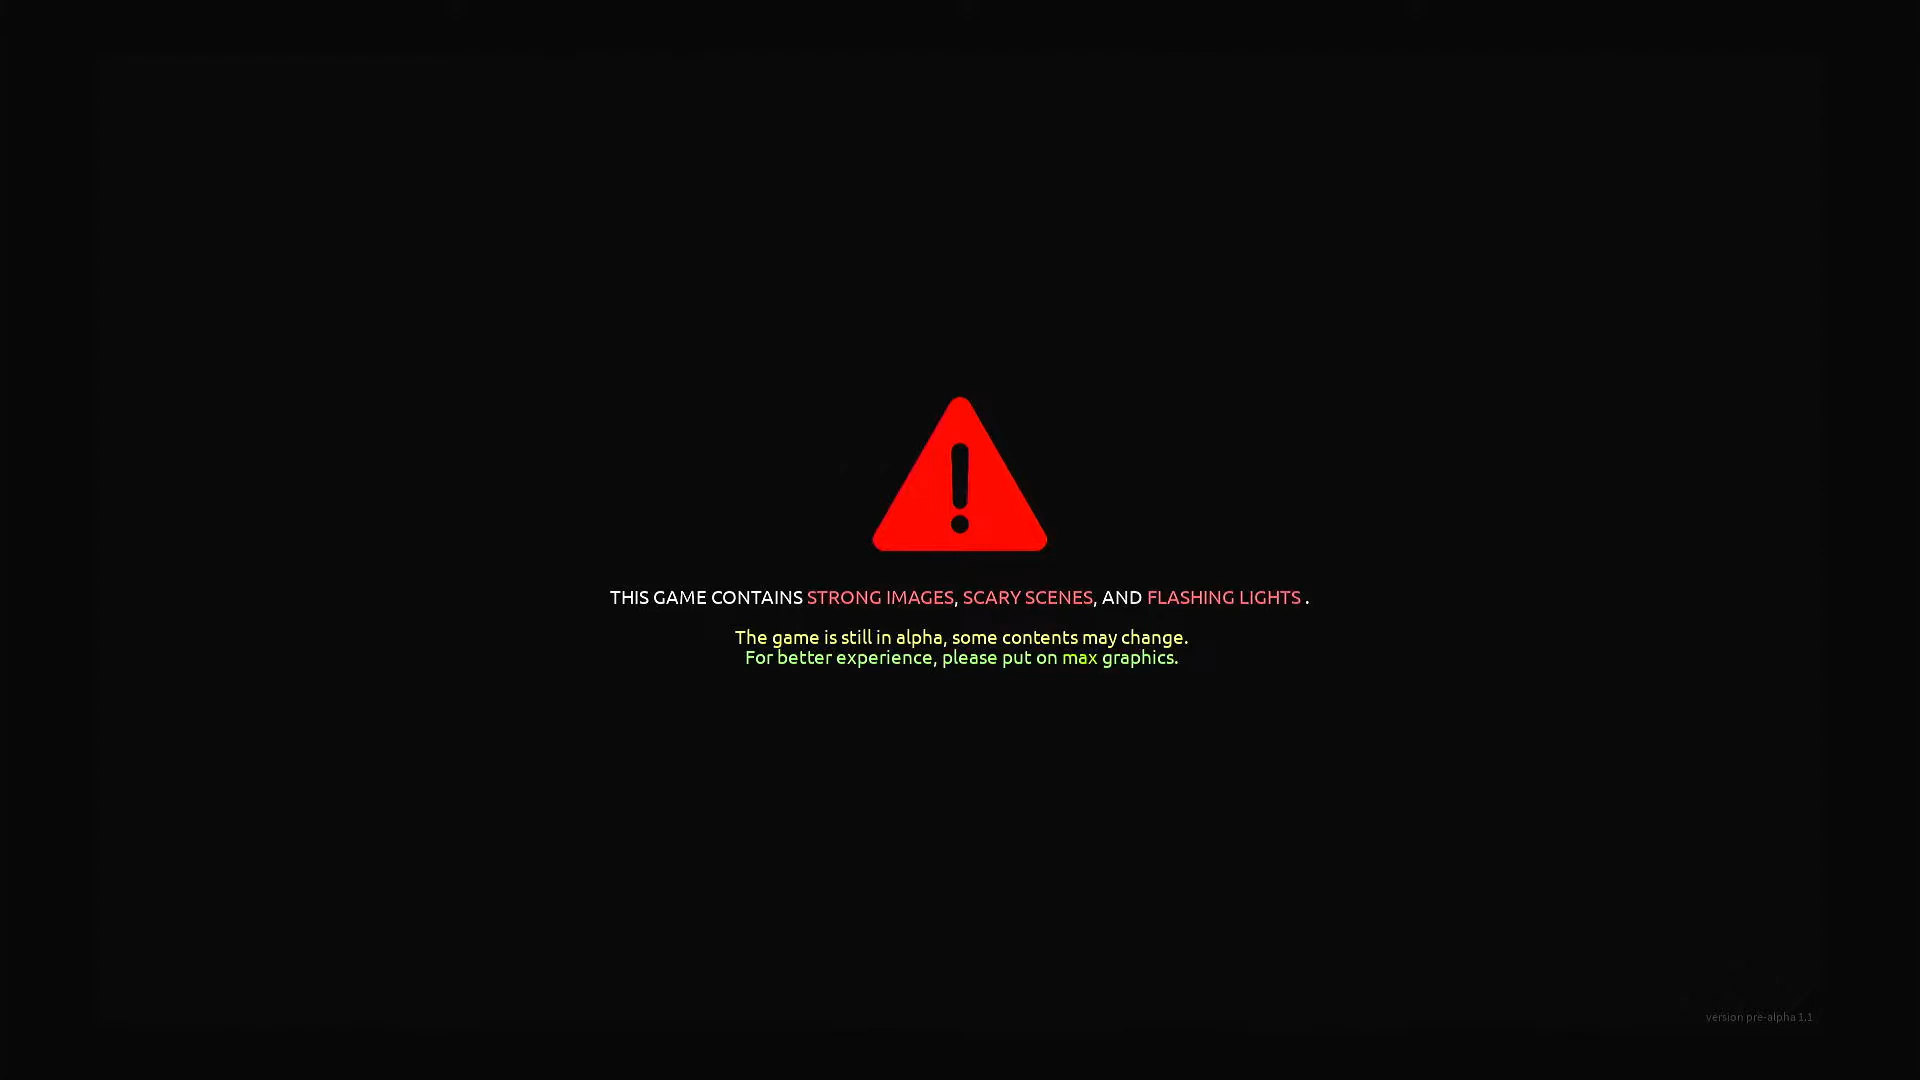 THIS GAME CONTAINS STRONG IMAGES, SCARY SCENES, AND FLASHING LIGHTS .
The game is still in alpha, some contents may change.
For better experience, please put on max graphics.
version pre-alpha 1.1